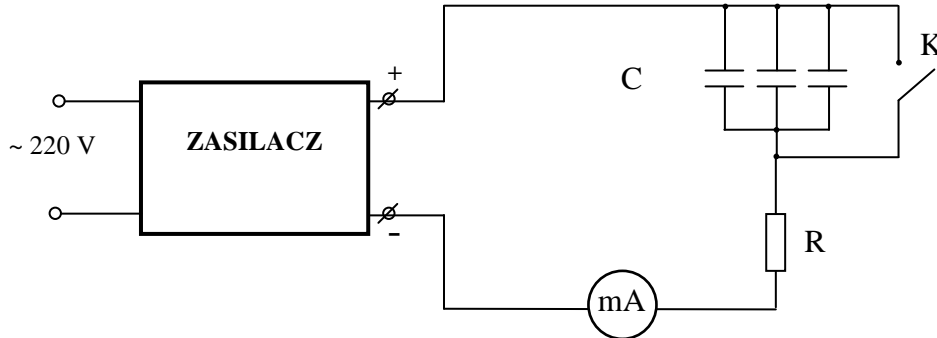 K
C
+
ZASILACZ
~ 220 V
-
R
mA